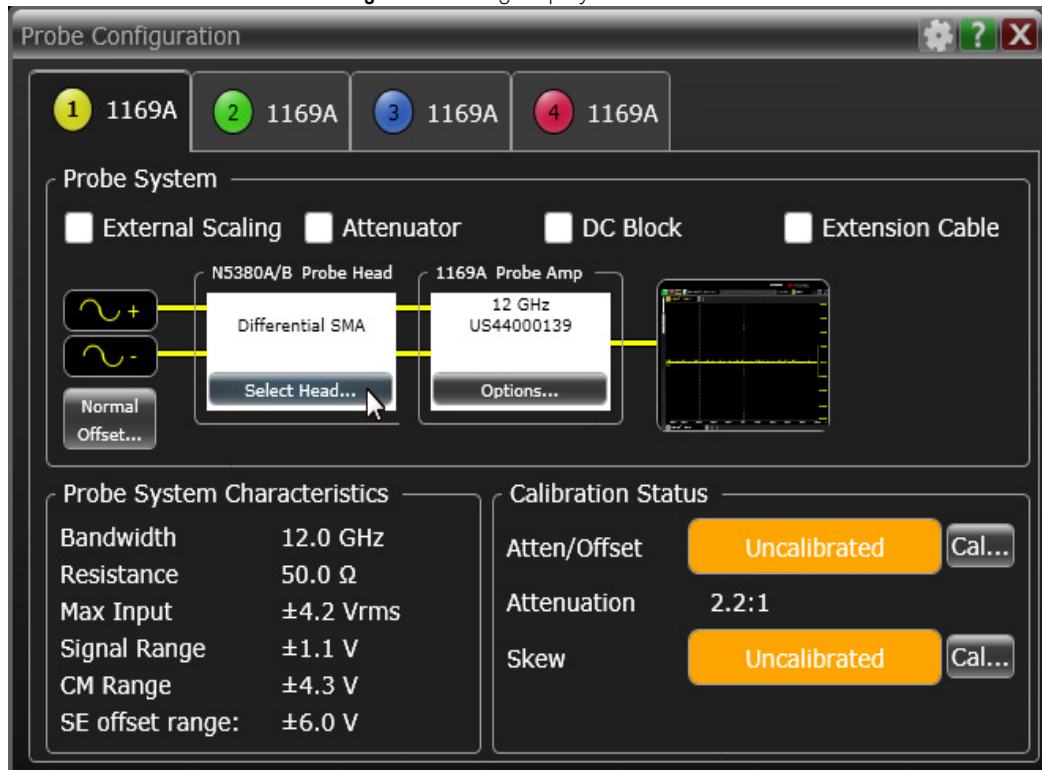 Probe Configuration ?  X
1 1169A 2 1169A 3 1169A 4 1169A
Probe System
External Scaling Attenuator DC Block Extension Cable
N5380A/B Probe Head 1169A Probe Amp
+ Differential SMA 12 GHz
US44000139
-
Select Head... Options...
Normal
Offset...
Probe System Characteristics Calibration Status
Bandwidth 12.0 GHz Atten/Offset Uncalibrated Cal...
Resistance 50.0 Ω
Max Input ±4.2 Vrms Attenuation 2.2:1
Signal Range ±1.1 V Skew Uncalibrated Cal...
CM Range ±4.3 V
SE offset range: ±6.0 V